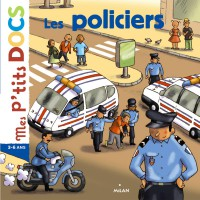 Les policiers
Mes p'tits DOCS
3-6 ANS
MiLAN